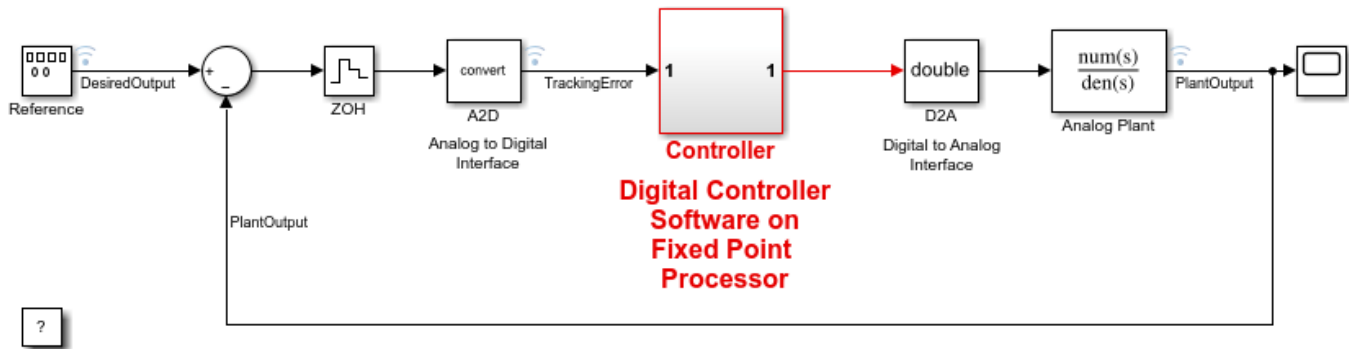 DesiredOutput
Reference
+
−
ZOH
convert
A2D
Analog to Digital
Interface
TrackingError
1
1
Controller
Digital Controller
Software on
Fixed Point
Processor
double
D2A
Digital to Analog
Interface
num(s)
den(s)
Analog Plant
PlantOutput
PlantOutput
?